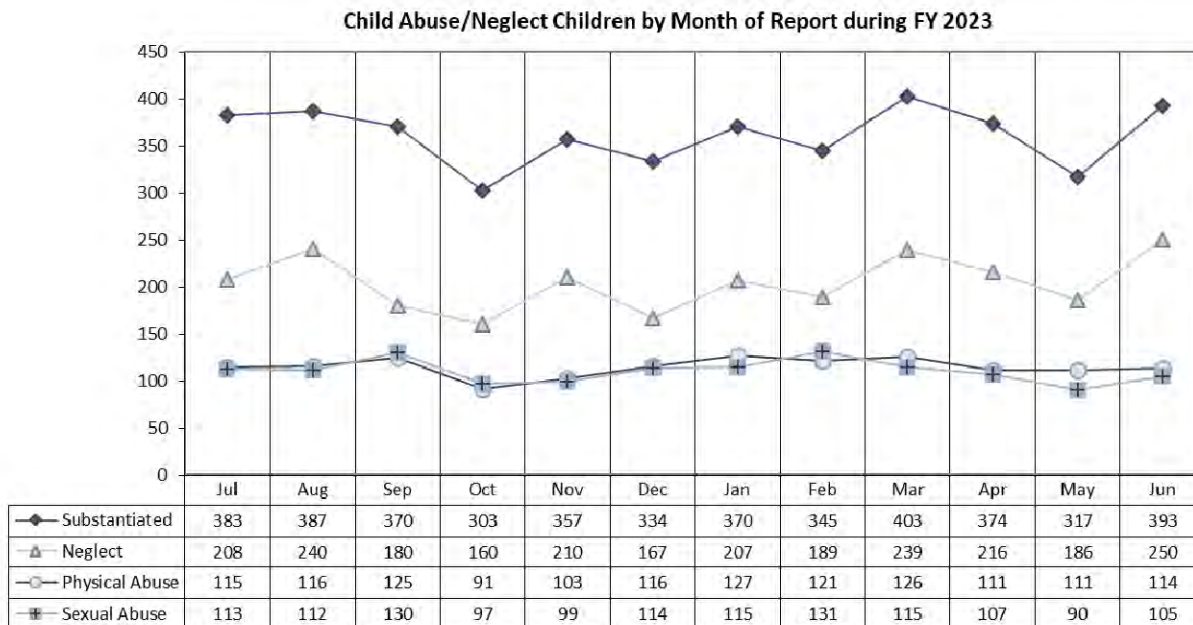 Child Abuse/Neglect Children by Month of Report during FY 2023
450
400
350
300
250
200
150
100
50
0
Jul Aug Sep Oct Nov Dec Jan Feb Mar Apr May Jun
Substantiated 383 387 370 303 357 334 370 345 403 374 317 393
Neglect 208 240 180 160 210 167 207 189 239 216 186 250
Physical Abuse 115 116 125 91 103 116 127 121 126 111 111 114
Sexual Abuse 113 112 130 97 99 114 115 131 115 107 90 105